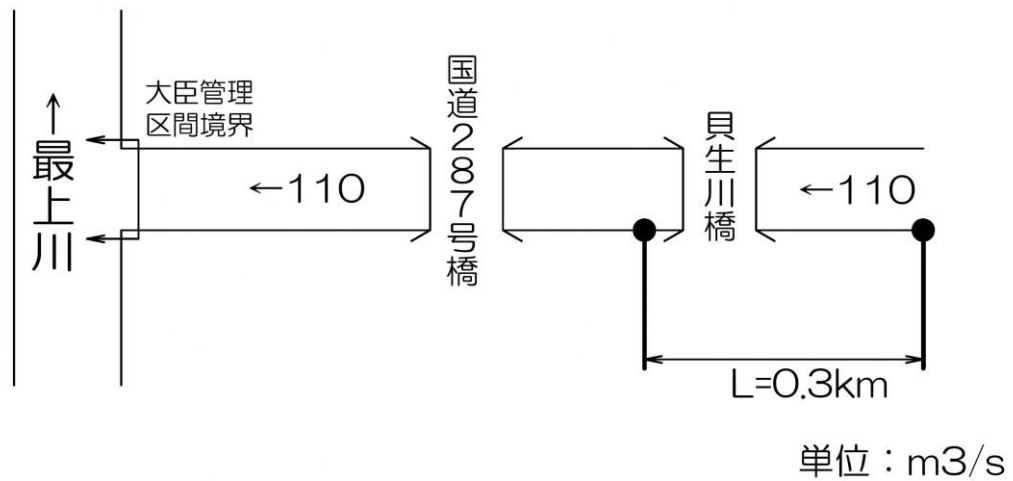 大臣管理
区間境界
↑最上川
←110
国道287号橋
貝生川橋
←110
L=0.3km
単位：m3/s